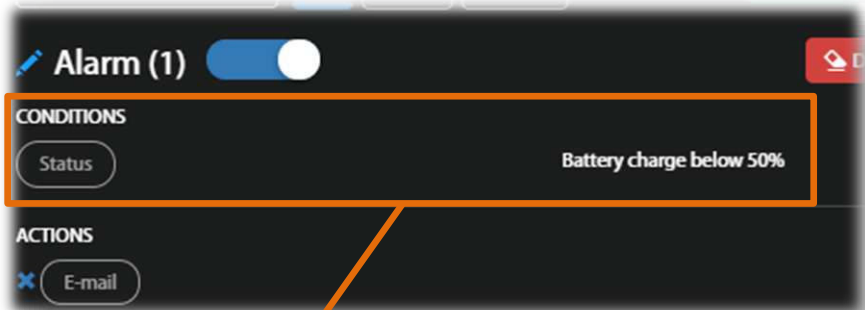 Alarm (1)
CONDITIONS
Status
Battery charge below 50%
ACTIONS
E-mail